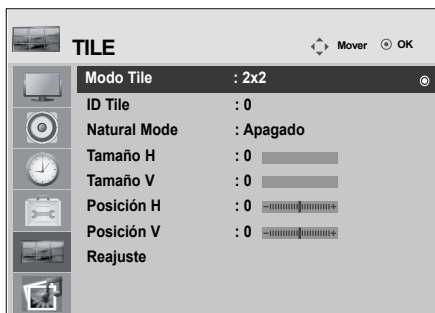 TILE Mover OK
Modo Tile : 2x2
ID Tile : 0
Natural Mode : Apagado
Tamaño H : 0
Tamaño V : 0
Posición H : 0 - +
Posición V : 0 - +
Reajuste